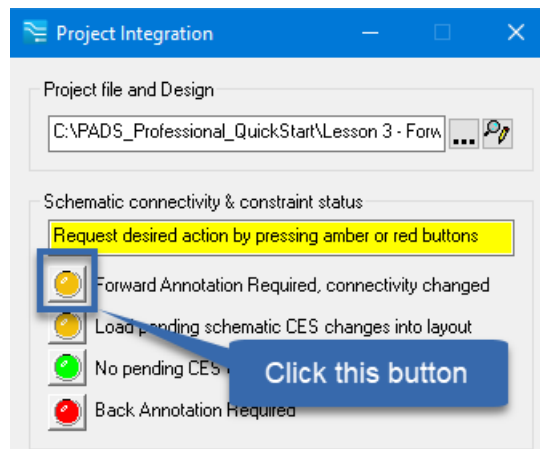 Project Integration
Project file and Design
C:\PADS_Professional_QuickStart\Lesson 3 - Forw ...
Schematic connectivity & constraint status
Request desired action by pressing amber or red buttons
Forward Annotation Required, connectivity changed
Load pending schematic CES changes into layout
No pending CES
Click this button
Back Annotation Required